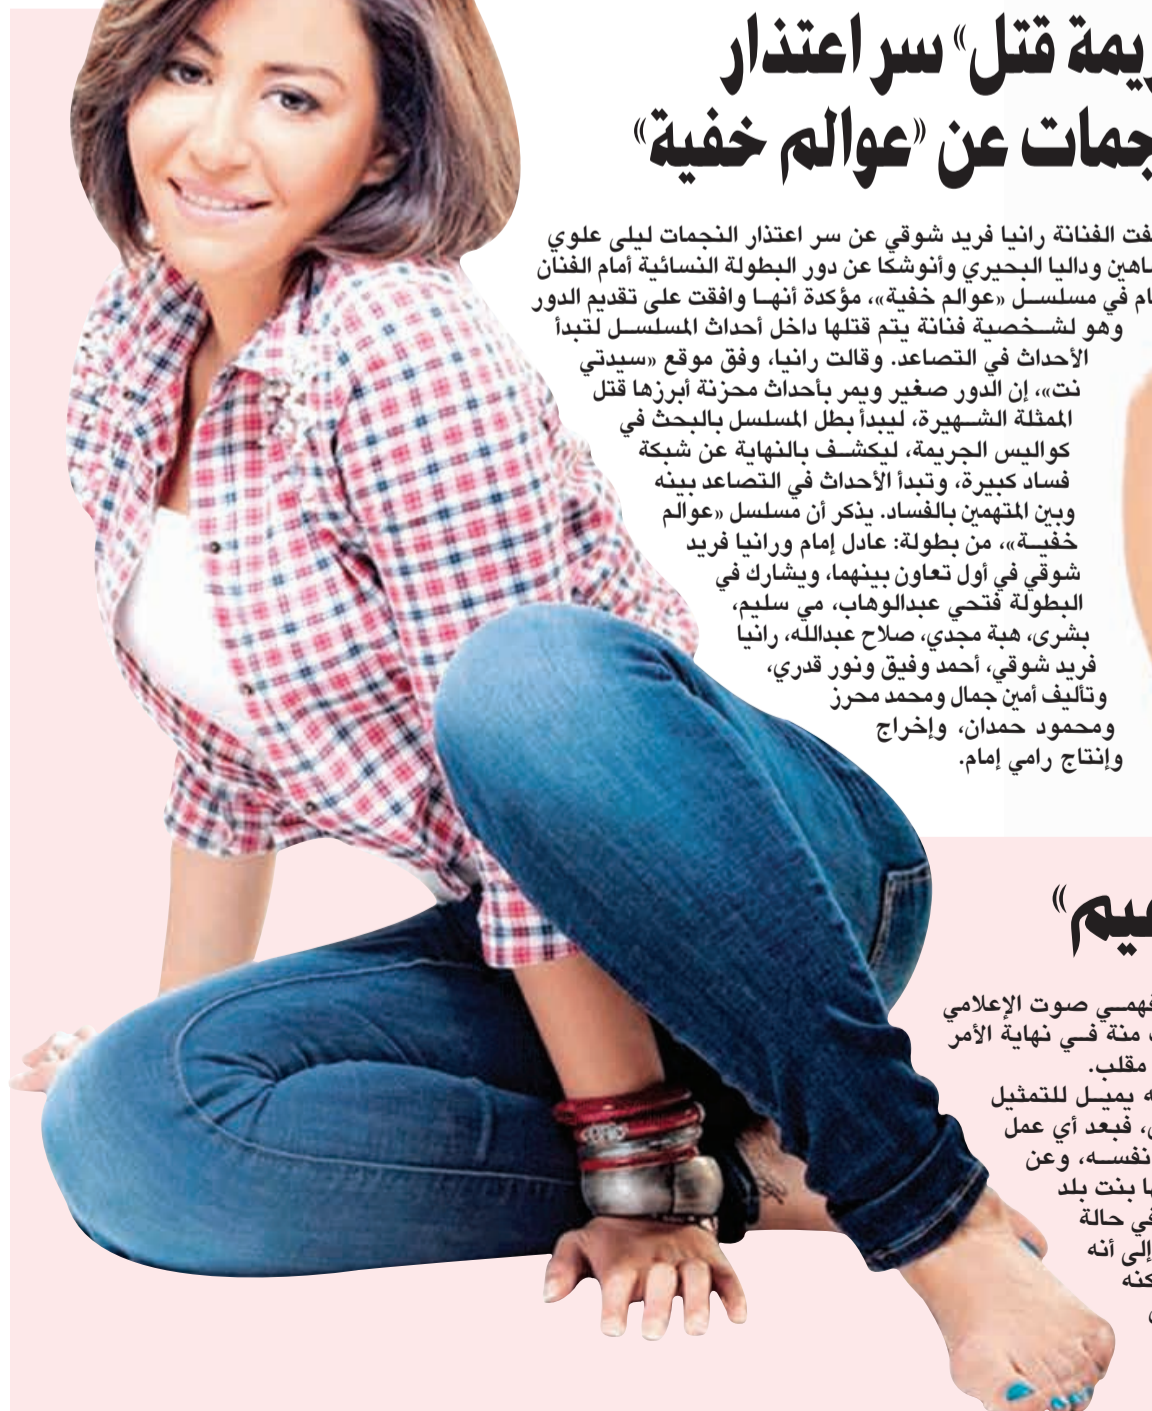 قتل» سر اعتذار
عن «عوالم خفية»
الفنانة رانيا فريد شوقي عن سر اعتذار النجمات ليلى علوي
وداليا البحيري وأنوشكا عن دور البطولة النسائية أمام الفنان
في مسلسل «عوالم خفية»، مؤكدة أنها وافقت على تقديم الدور
وهو لشخصية فنانة يتم قتلها داخل أحداث المسلسل لتبدأ
الأحداث في التصاعد. وقالت رانيا، وفق موقع «سيدتي
نت»، إن الدور صغير ويمر بأحداث محزنة أبرزها قتل
الممثلة الشهيرة، ليبدأ بطل المسلسل بالبحث في
كواليس الجريمة، ليكشف بالنهاية عن شبكة
فساد كبيرة، وتبدأ الأحداث في التصاعد بينه
وبين المتهمين بالفساد. يذكر أن مسلسل «عوالم
خفية»، من بطولة: عادل إمام ورانيا فريد
شوقي في أول تعاون بينهما، ويشارك في
البطولة فتحي عبدالوهاب، مي سليم،
بشرى، هبة مجدي، صلاح عبدالله، رانيا
فريد شوقي، أحمد وفيق ونور قدري،
وتأليف أمين جمال ومحمد محرز
ومحمود حمدان، وإخراج
وإنتاج رامي إمام.
فهمي صوت الإعلامي
منة في نهاية الأمر
مقلب.
يميل للتمثيل
فبعد أي عمل
نفسه، وعن
بنت بلد
في حالة
إلى أنه